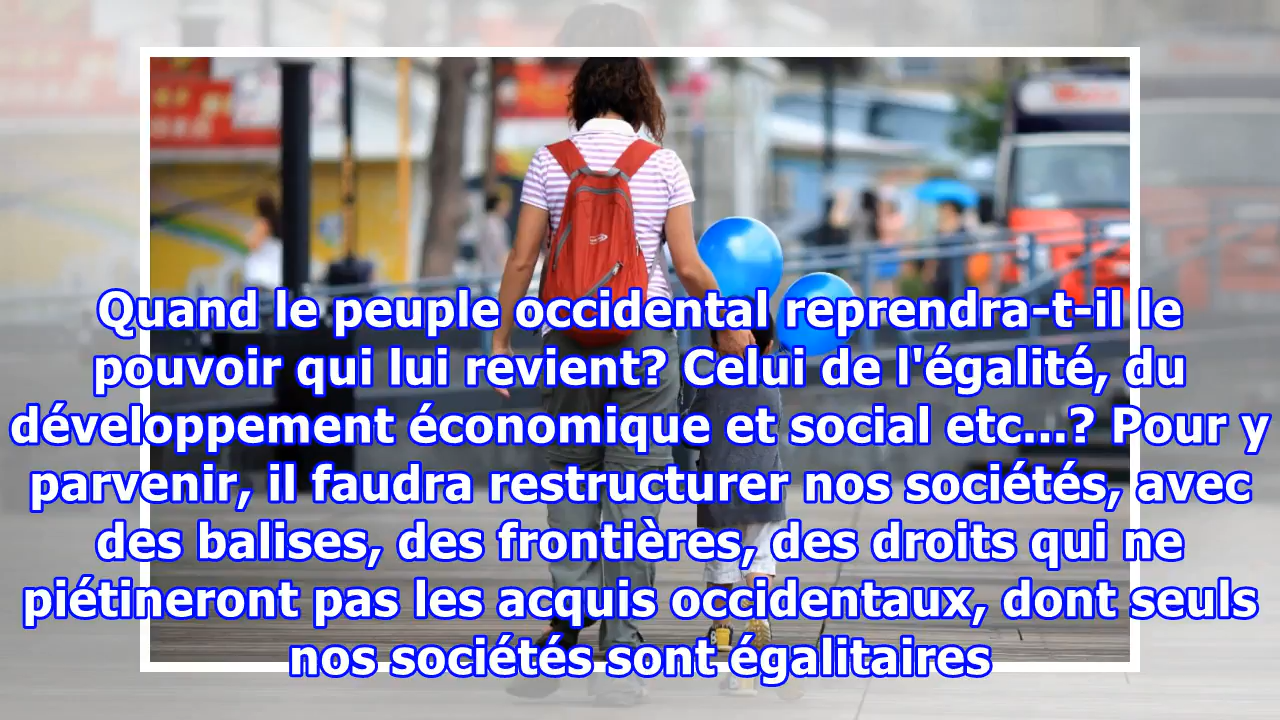 Quand le peuple occidental reprendra-t-il le
pouvoir qui lui revient? Celui de l'égalité, du
développement économique et social etc...? Pour y
parvenir, il faudra restructurer nos sociétés, avec
des balises, des frontières, des droits qui ne
piétineront pas les acquis occidentaux, dont seuls
nos sociétés sont égalitaires